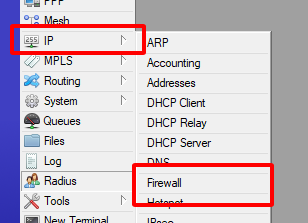 PPP
Mesh
IP
MPLS
Routing
System
Queues
Files
Log
Radius
Tools
New Terminal
ARP
Accounting
Addresses
DHCP Client
DHCP Relay
DHCP Server
DNS
Firewall
Hotspot
IPsec